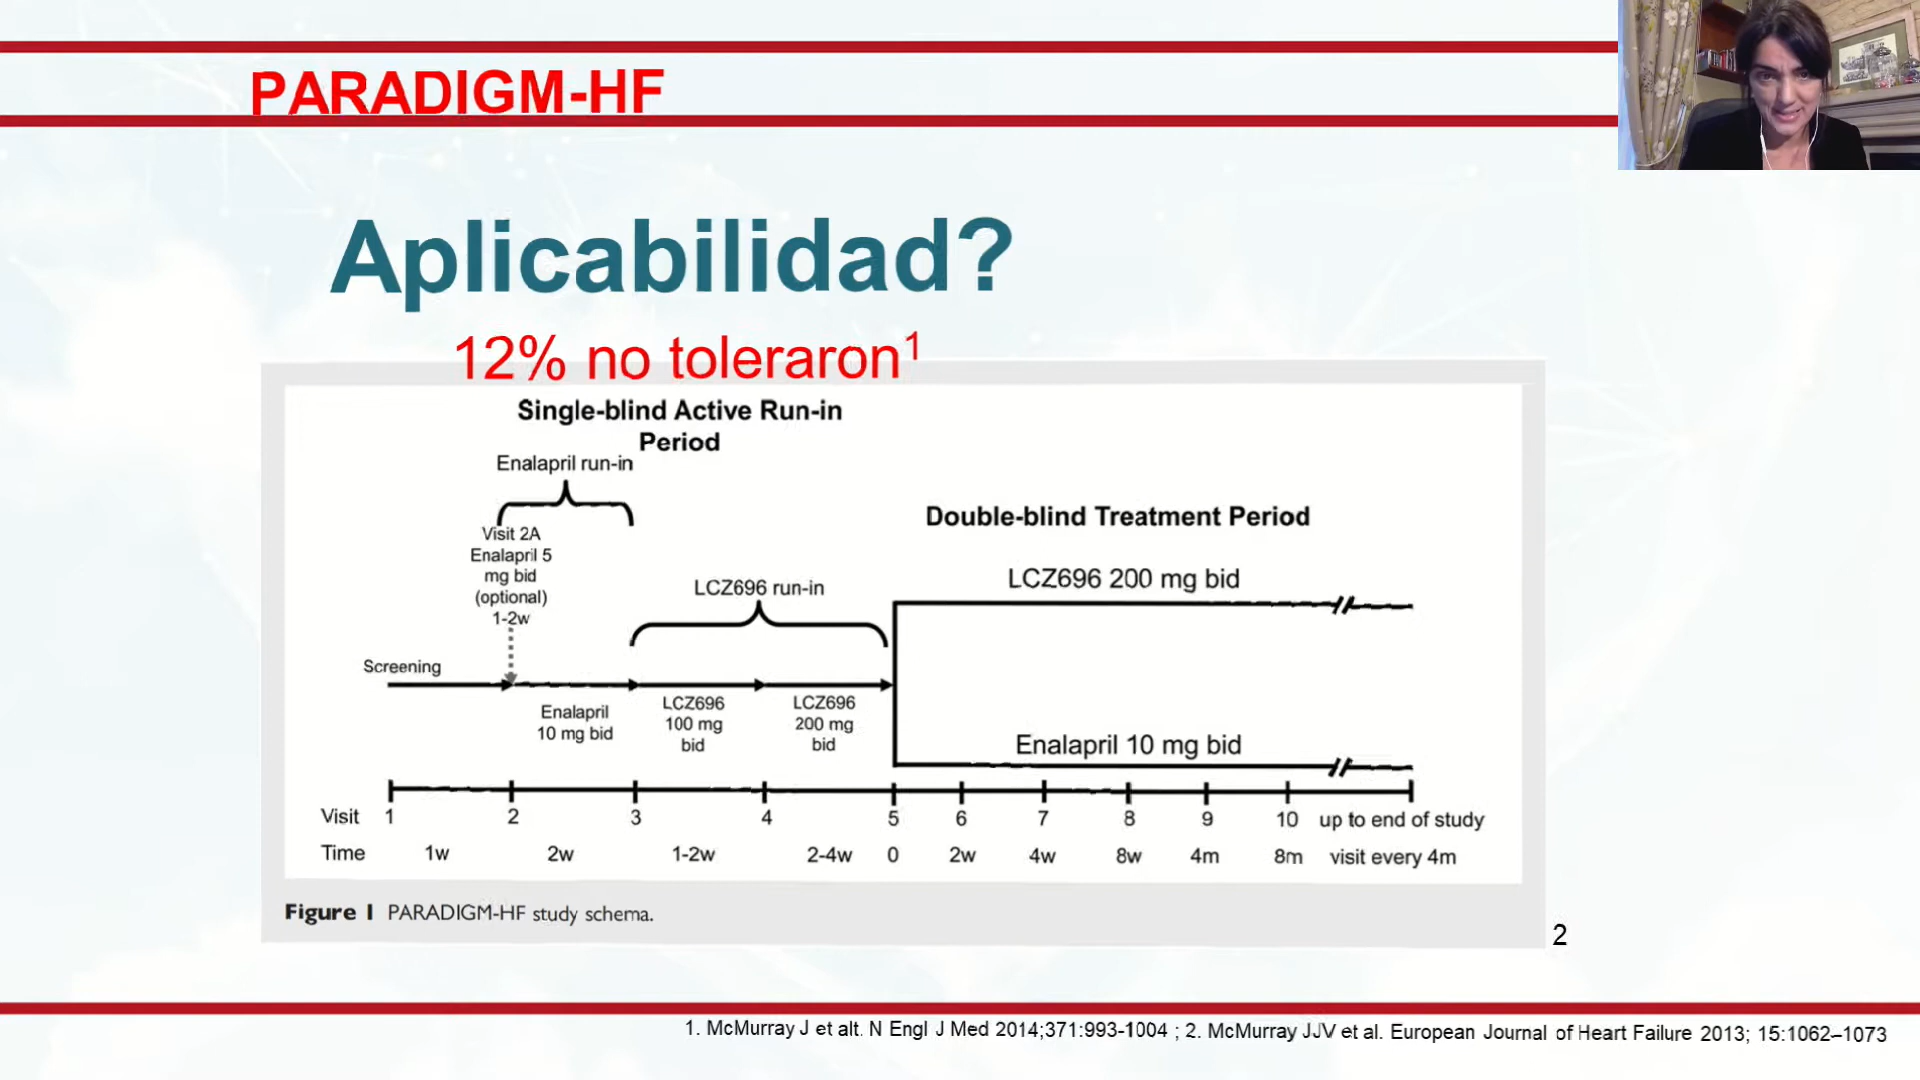 PARADIGM-HF
Aplicabilidad?
12% no toleraron¹
Single-blind Active Run-in
Period
Enalapril run-in
Visit 2A
Enalapril 5
mg bid
(optional)
1-2w
Double-blind Treatment Period
LCZ696 run-in
LCZ696 200 mg bid
Screening
Enalapril
10 mg bid
LCZ696
100 mg
bid
LCZ696
200 mg
bid
Enalapril 10 mg bid
Visit 1 2 3 4 5 6 7 8 9 10 up to end of study
Time 1w 2w 1-2w 2-4w 0 2w 4w 8w 4m 8m visit every 4m
Figure 1 PARADIGM-HF study schema.
2
1. McMurray J et alt. N Engl J Med 2014;371:993-1004 ; 2. McMurray JJV et al. European Journal of Heart Failure 2013; 15:1062–1073